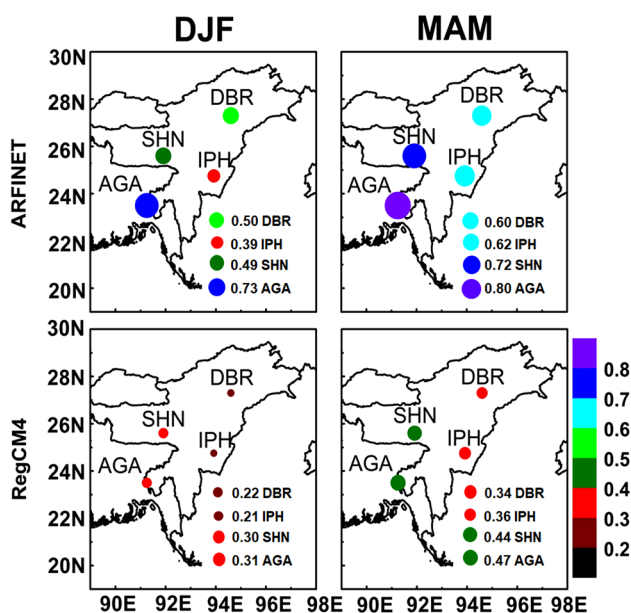 DJF MAM
ARFINET
30N
28N
26N
24N
22N
20N
DBR
SHN
IPH
AGA
0.50 DBR
0.39 IPH
0.49 SHN
0.73 AGA
DBR
SHN
IPH
AGA
0.60 DBR
0.62 IPH
0.72 SHN
0.80 AGA
RegCM4
30N
28N
26N
24N
22N
20N
DBR
SHN
IPH
AGA
0.22 DBR
0.21 IPH
0.30 SHN
0.31 AGA
DBR
SHN
IPH
AGA
0.34 DBR
0.36 IPH
0.44 SHN
0.47 AGA
0.8
0.7
0.6
0.5
0.4
0.3
0.2
90E 92E 94E 96E 98E
90E 92E 94E 96E 98E